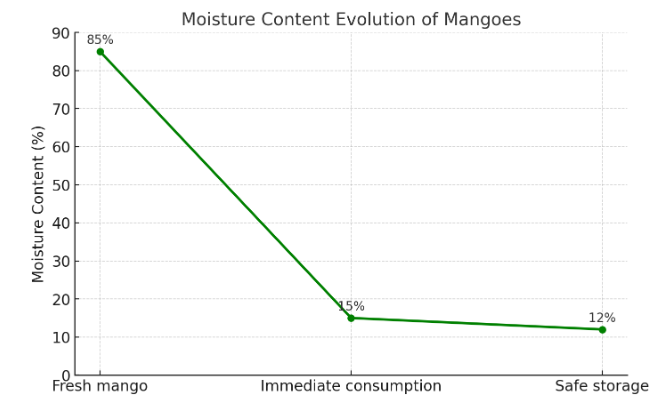 Moisture Content Evolution of Mangoes
Moisture Content (%)
90
80
70
60
50
40
30
20
10
0
85%
15%
12%
Fresh mango
Immediate consumption
Safe storage